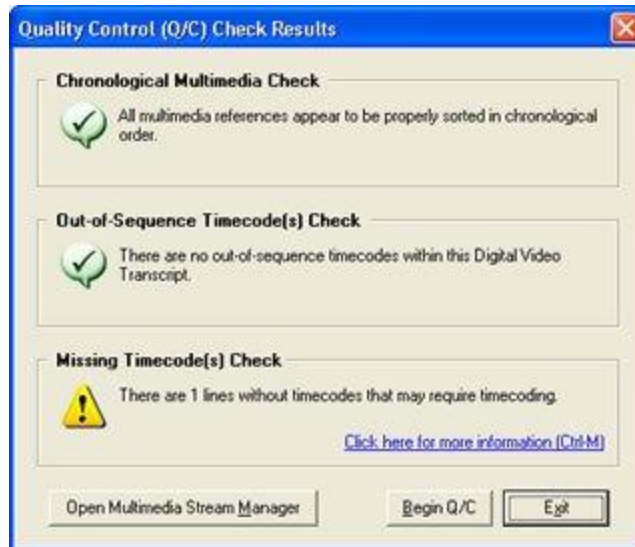 Quality Control (Q/C) Check Results
Chronological Multimedia Check
All multimedia references appear to be properly sorted in chronological
order.
Out-of-Sequence Timecode(s) Check
There are no out-of-sequence timecodes within this Digital Video
Transcript.
Missing Timecode(s) Check
There are 1 lines without timecodes that may require timecoding.
Click here for more information (Ctrl-M)
Open Multimedia Stream Manager
Begin Q/C
Exit